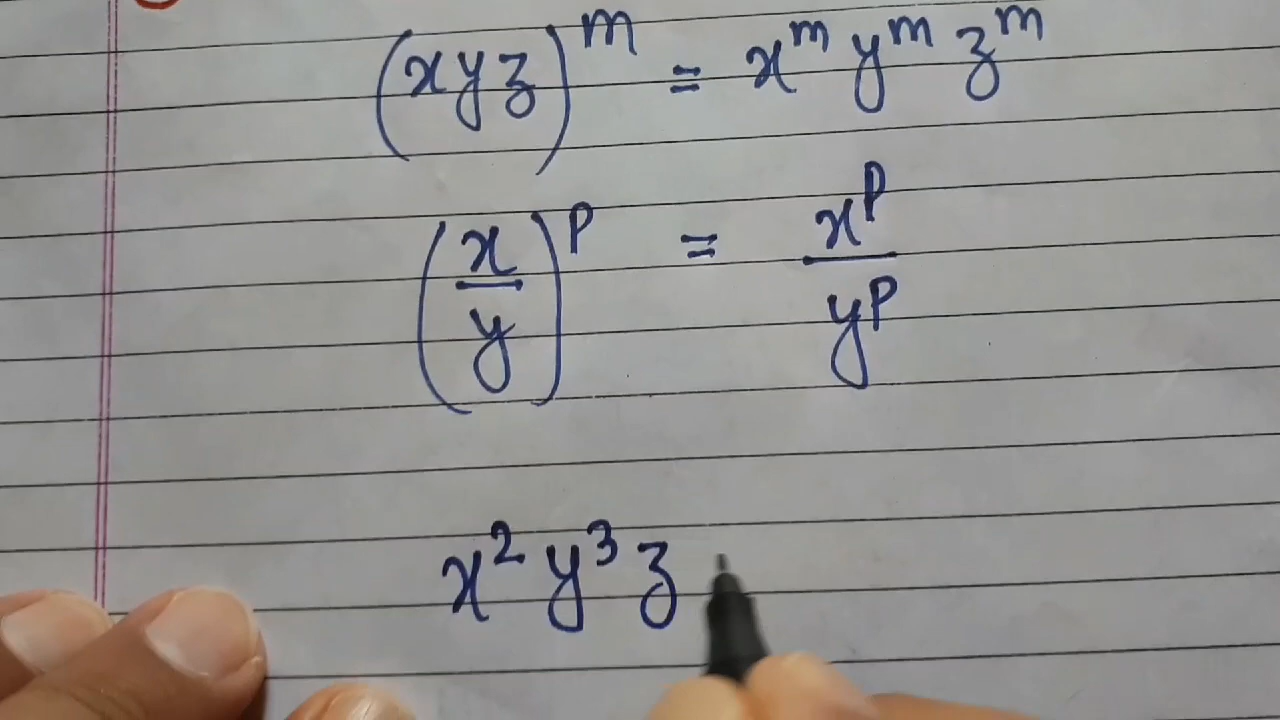 (xyz)^m = x^m y^m z^m
(x/y)^p = x^p/y^p
x^2 y^3 z